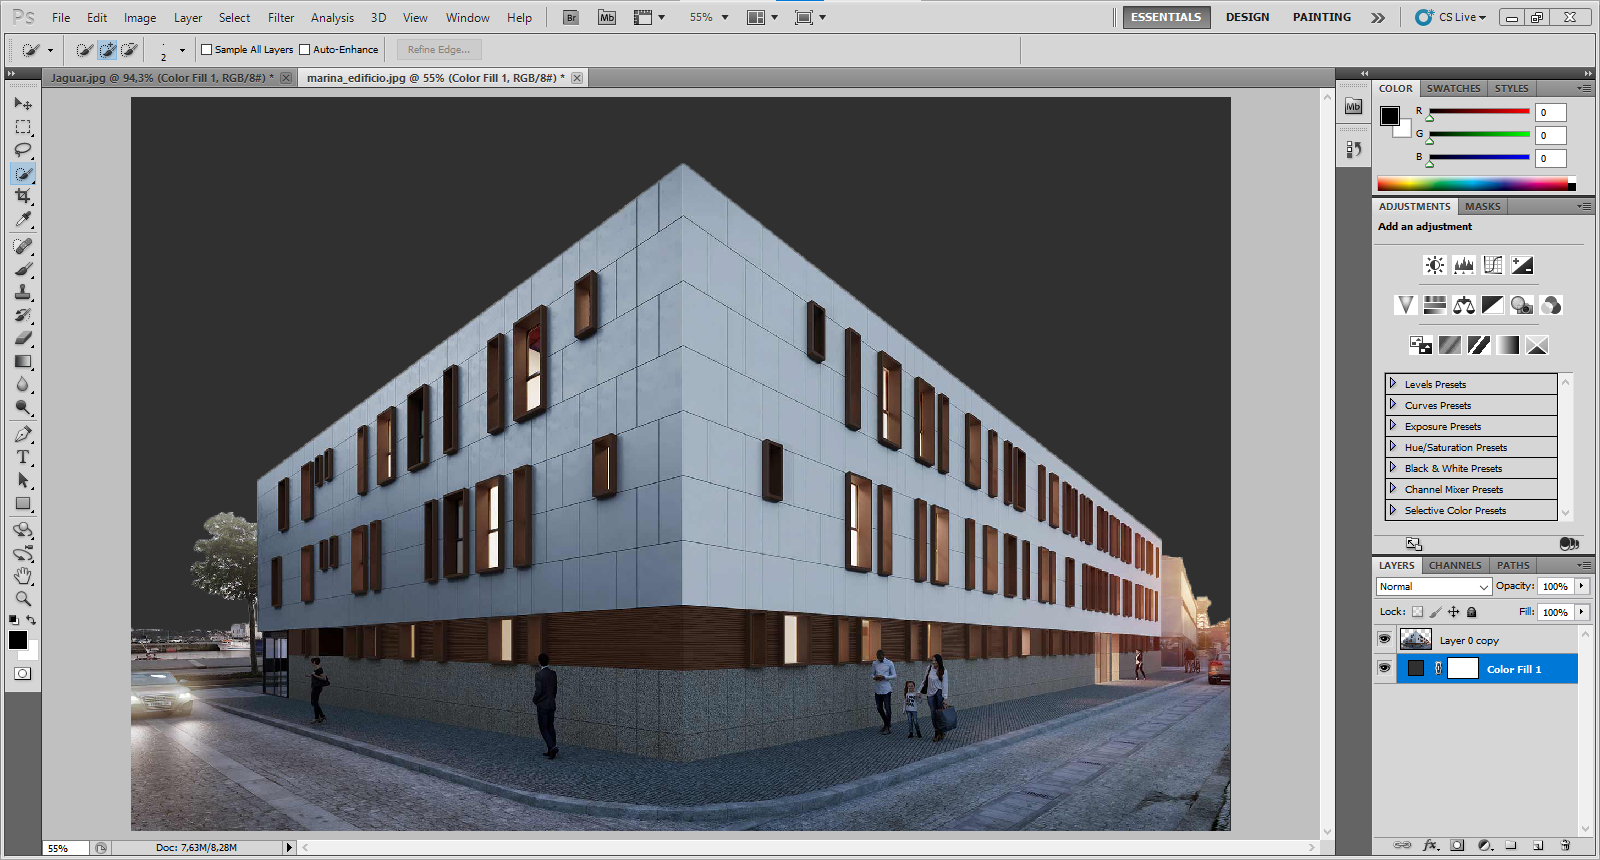 Ps File Edit Image Layer Select Filter Analysis 3D View Window Help Br Mb 55% ESSENTIALS DESIGN PAINTING CS Live
2 Sample All Layers Auto-Enhance Refine Edge...
Jaguar.jpg @ 94,3% (Color Fill 1, RGB/8#) * marina_edificio.jpg @ 55% (Color Fill 1, RGB/8#) *
COLOR SWATCHES STYLES
Mb
R 0
G 0
B 0
ADJUSTMENTS MASKS
Add an adjustment
Levels Presets
Curves Presets
Exposure Presets
Hue/Saturation Presets
Black & White Presets
Channel Mixer Presets
Selective Color Presets
LAYERS CHANNELS PATHS
Normal Opacity: 100%
Lock: Fill: 100%
Layer 0 copy
Color Fill 1
T
55% Doc: 7,63M/8,28M
fx